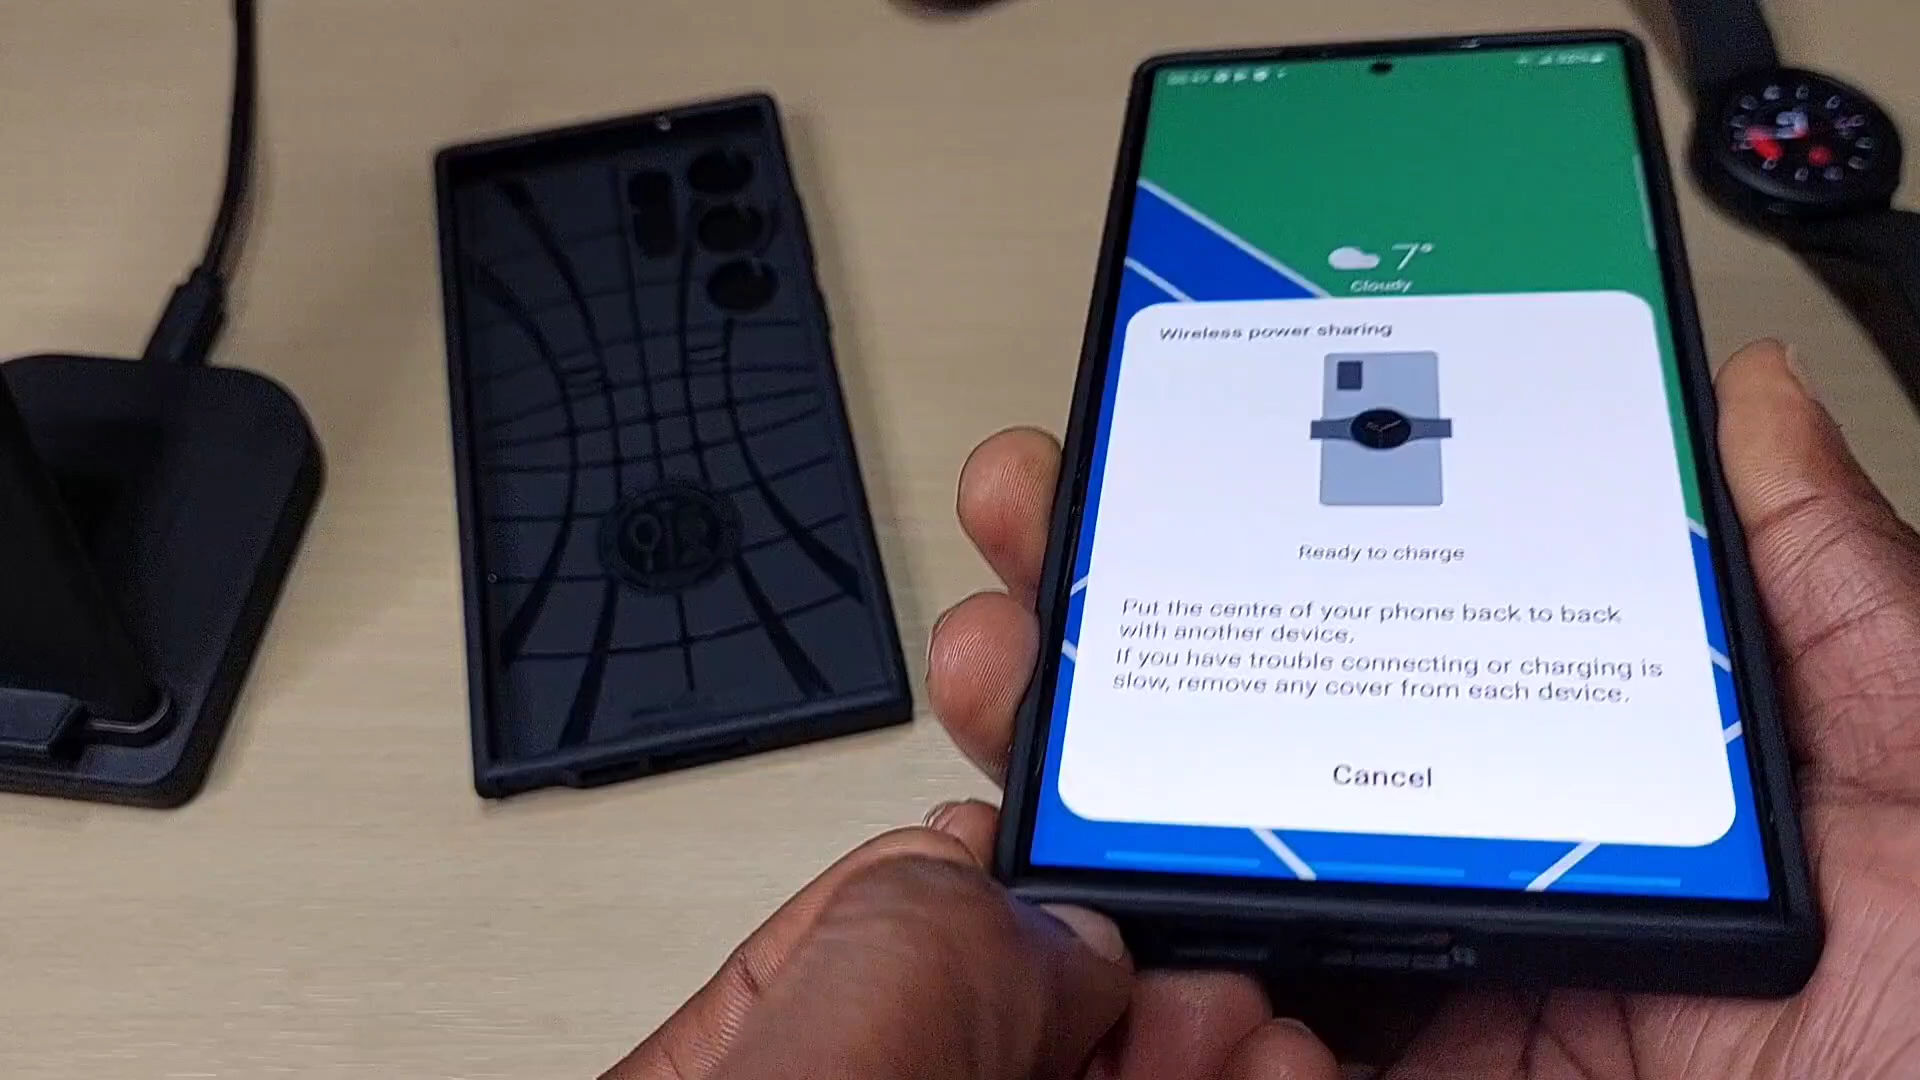 7°
Cloudy
Wireless power sharing
Ready to charge
Put the centre of your phone back to back
with another device.
If you have trouble connecting or charging is
slow, remove any cover from each device.
Cancel